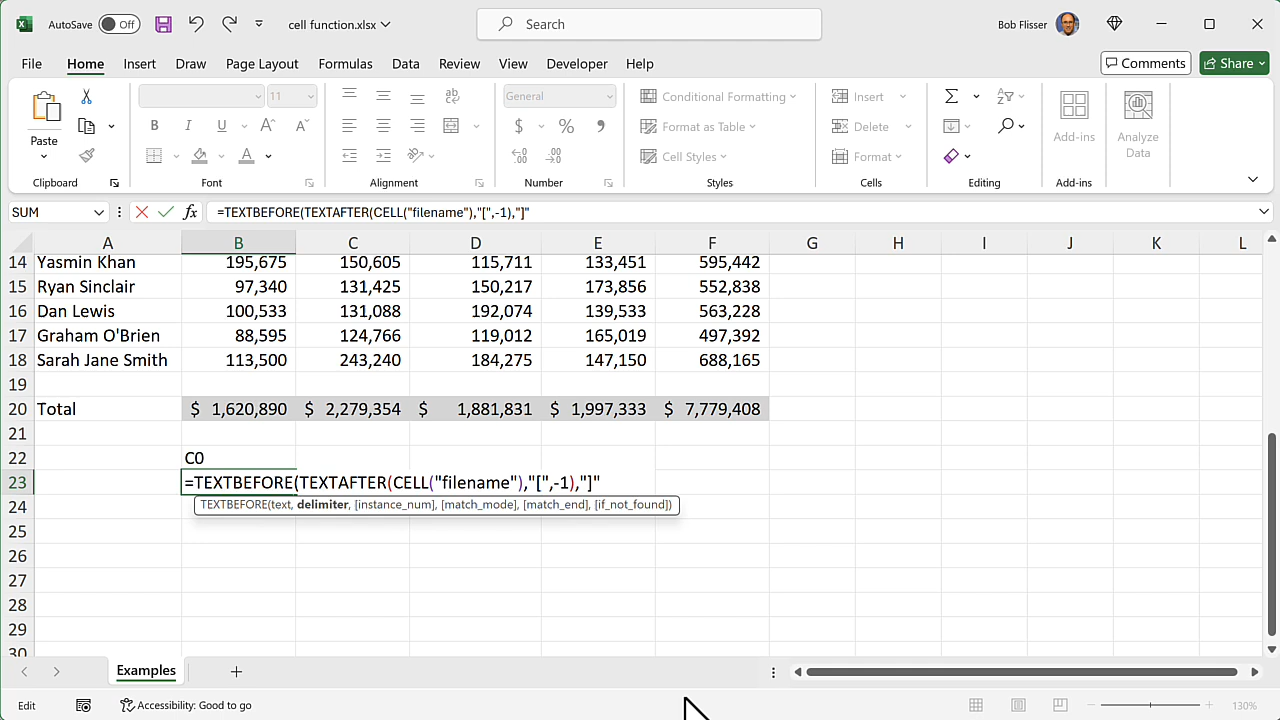 AutoSave Off cell function.xlsx Search Bob Flisser
File Home Insert Draw Page Layout Formulas Data Review View Developer Help Comments Share
Paste
Clipboard
11
B I U A A
A
Font
ab
Alignment
General
$ % 9
Number
Conditional Formatting
Format as Table
Cell Styles
Styles
Insert
Delete
Format
Cells
Editing
Add-ins
Add-ins
Analyze
Data
SUM fx =TEXTBEFORE(TEXTAFTER(CELL("filename"),"[",-1),"]"
A B C D E F G H I J K L
14 Yasmin Khan 195,675 150,605 115,711 133,451 595,442
15 Ryan Sinclair 97,340 131,425 150,217 173,856 552,838
16 Dan Lewis 100,533 131,088 192,074 139,533 563,228
17 Graham O'Brien 88,595 124,766 119,012 165,019 497,392
18 Sarah Jane Smith 113,500 243,240 184,275 147,150 688,165
19
20 Total $ 1,620,890 $ 2,279,354 $ 1,881,831 $ 1,997,333 $ 7,779,408
21
22 C0
23 =TEXTBEFORE(TEXTAFTER(CELL("filename"),"[",-1),"]"
24 TEXTBEFORE(text, delimiter, [instance_num], [match_mode], [match_end], [if_not_found])
25
26
27
28
29
30
Examples
Edit Accessibility: Good to go 130%